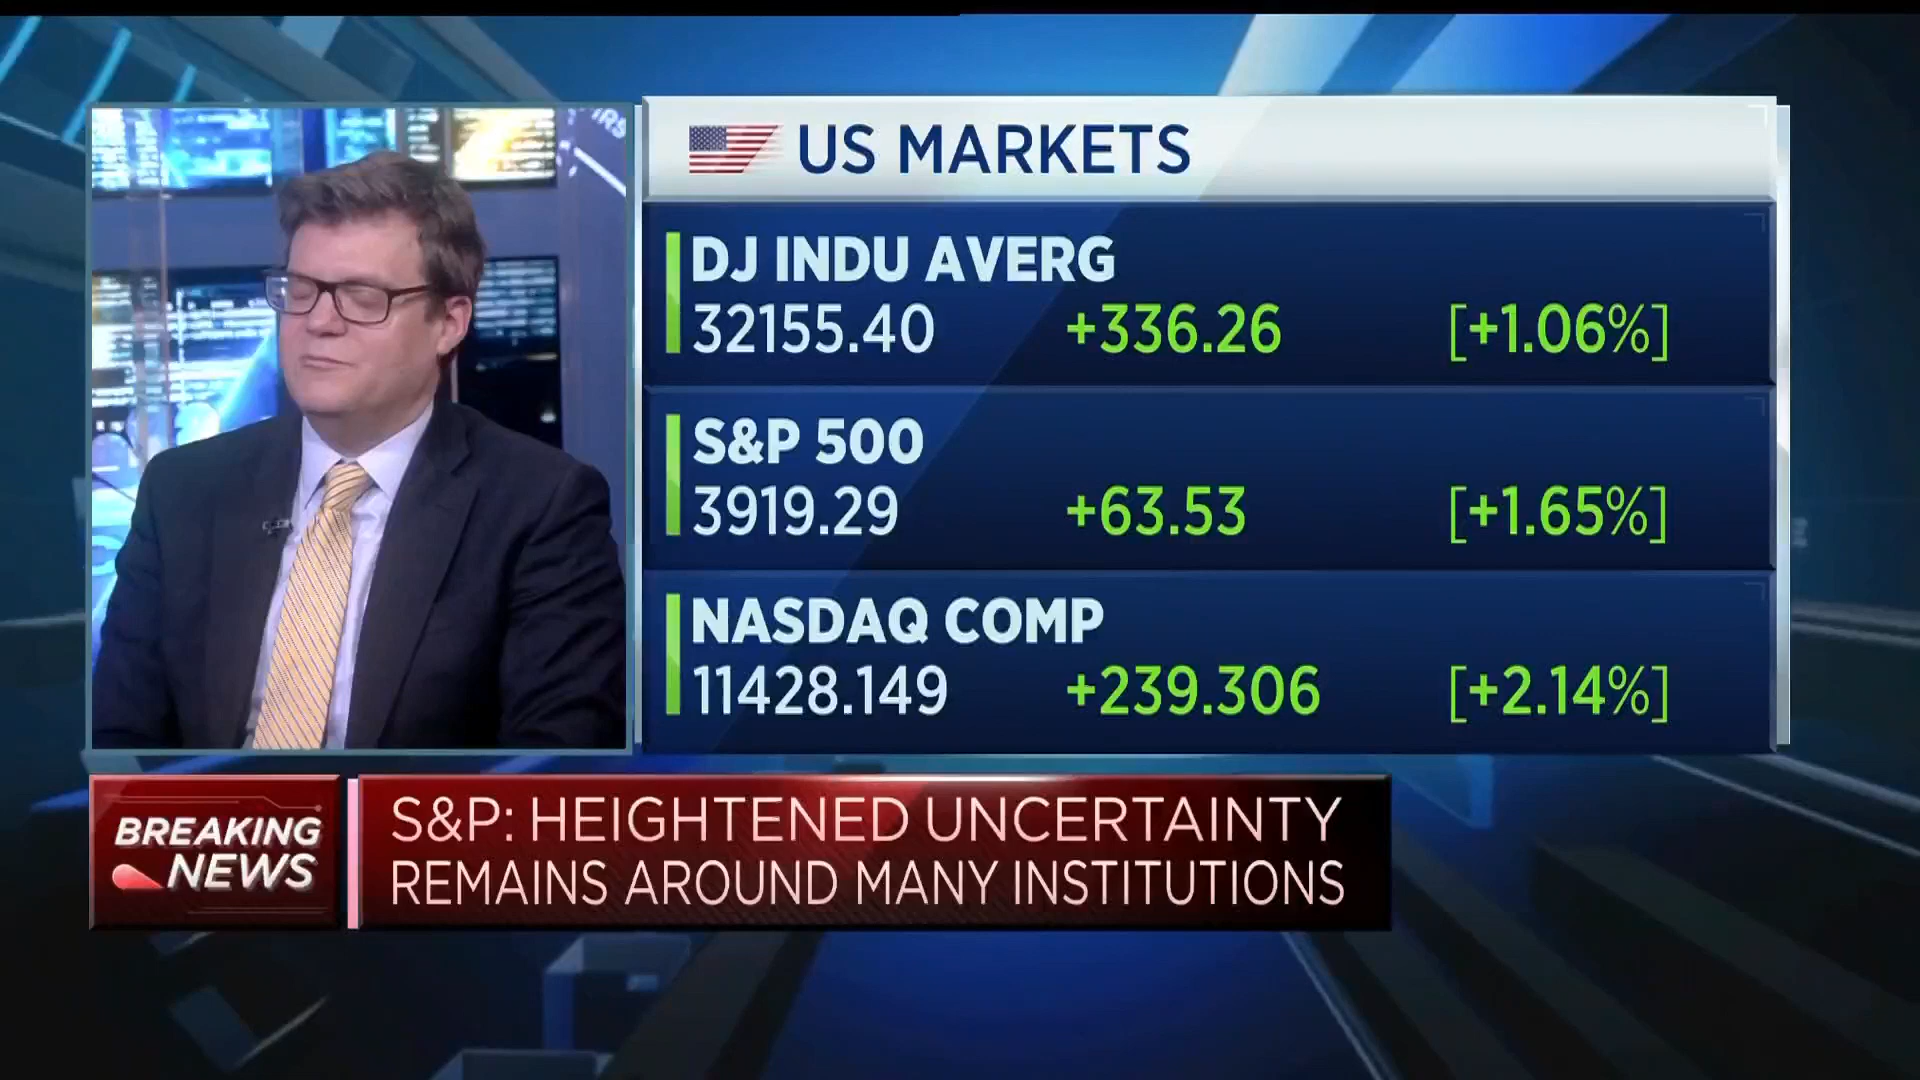 US MARKETS
DJ INDU AVERG
32155.40 +336.26 [+1.06%]
S&P 500
3919.29 +63.53 [+1.65%]
NASDAQ COMP
11428.149 +239.306 [+2.14%]
BREAKING
NEWS
S&P: HEIGHTENED UNCERTAINTY
REMAINS AROUND MANY INSTITUTIONS